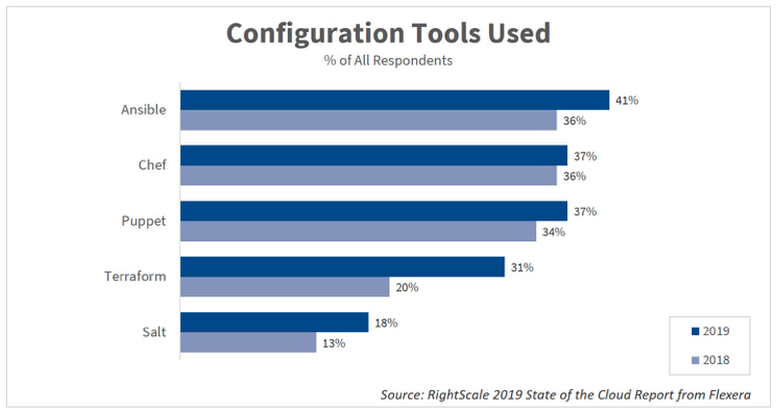 Configuration Tools Used
% of All Respondents
Ansible
41%
36%
Chef
37%
36%
Puppet
37%
34%
Terraform
31%
20%
Salt
18%
13%
2019
2018
Source: RightScale 2019 State of the Cloud Report from Flexera